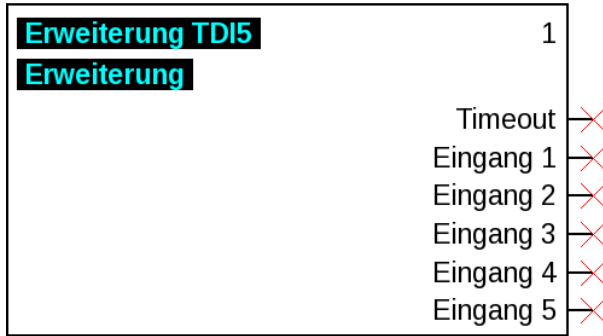 Erweiterung TDI5 1
Erweiterung
Timeout
Eingang 1
Eingang 2
Eingang 3
Eingang 4
Eingang 5